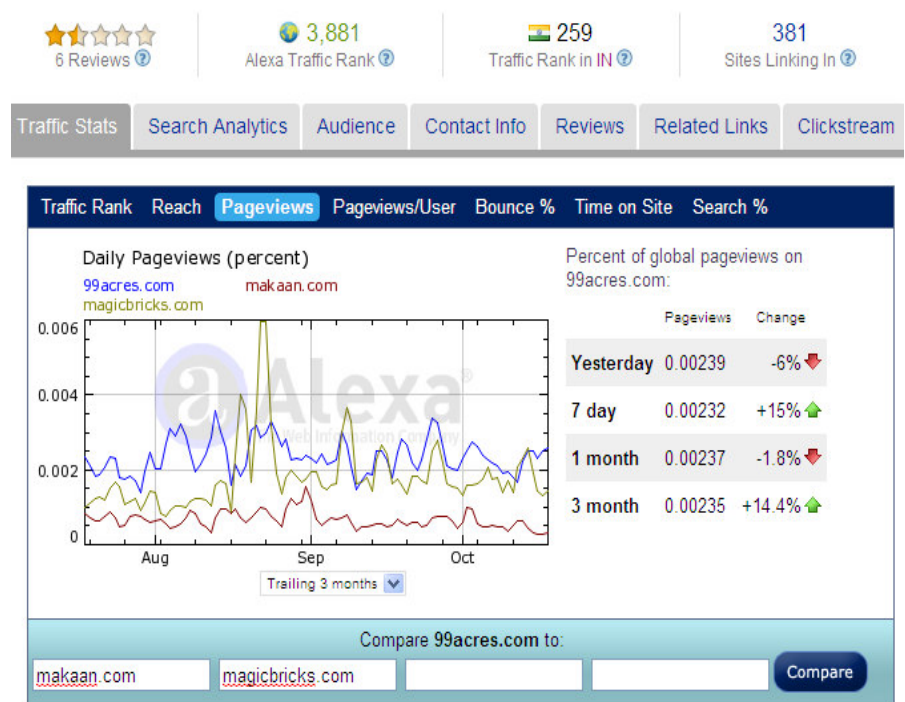 3,881 259 381
6 Reviews ? Alexa Traffic Rank ? Traffic Rank in IN ? Sites Linking In ?
Traffic Stats Search Analytics Audience Contact Info Reviews Related Links Clickstream
Traffic Rank Reach Pageviews Pageviews/User Bounce % Time on Site Search %
Daily Pageviews (percent)
99acres.com makaan.com
magicbricks.com
0.006
0.004
0.002
0
a Alexa®
Web Information Company
Aug Sep Oct
Trailing 3 months
Percent of global pageviews on
99acres.com:
Pageviews Change
Yesterday 0.00239 -6%
7 day 0.00232 +15%
1 month 0.00237 -1.8%
3 month 0.00235 +14.4%
Compare 99acres.com to:
makaan.com magicbricks.com Compare